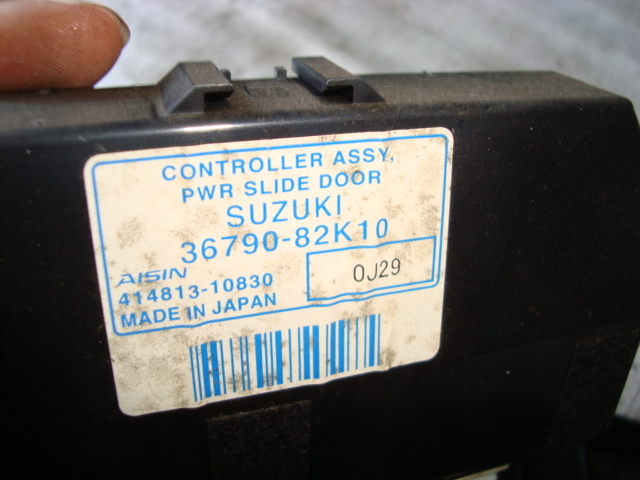 CONTROLLER ASSY,
PWR SLIDE DOOR
SUZUKI
36790-82K10
AISIN
414813-10830
0J29
MADE IN JAPAN